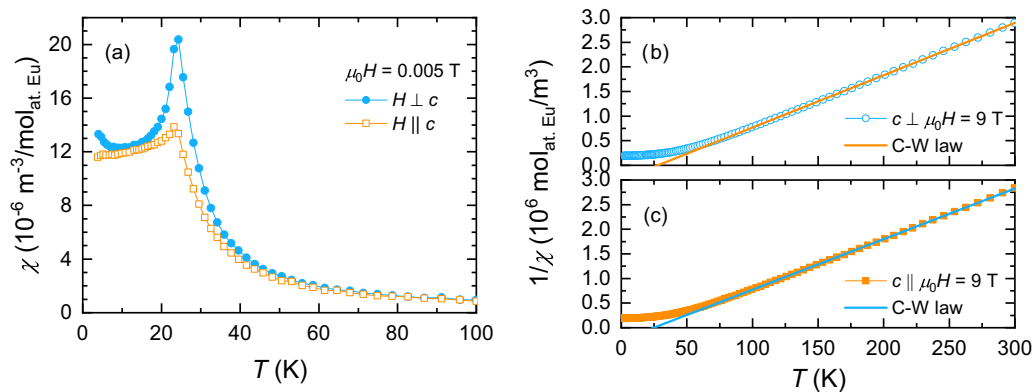 (a)
μ₀H = 0.005 T
H ⊥ c
H || c
χ (10⁻⁶ m⁻³/mol_at. Eu)
20
16
12
8
4
0
0 20 40 60 80 100
T (K)
(b)
3.0
2.5
2.0
1.5
1.0
0.5
0.0
c ⊥ μ₀H = 9 T
C-W law
(c)
3.0
2.5
2.0
1.5
1.0
0.5
0.0
c || μ₀H = 9 T
C-W law
1/χ (10⁶ mol_at. Eu/m³)
0 50 100 150 200 250 300
T (K)